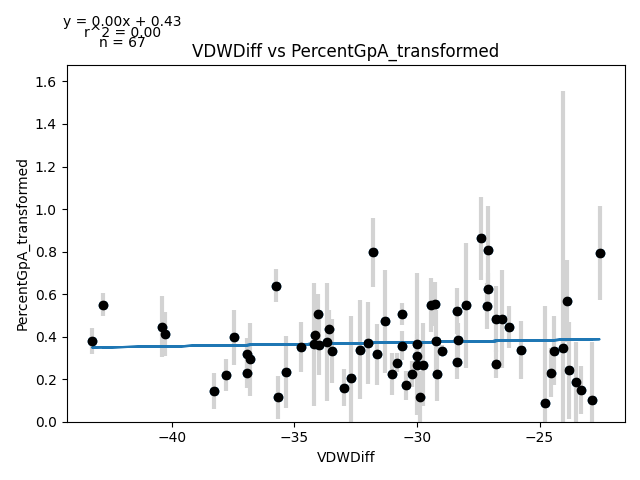 y = 0.00x + 0.43
r^2 = 0.00
n = 67
VDWDiff vs PercentGpA_transformed
1.6
1.4
1.2
1.0
0.8
0.6
0.4
0.2
0.0
PercentGpA_transformed
−40
−35
−30
−25
VDWDiff